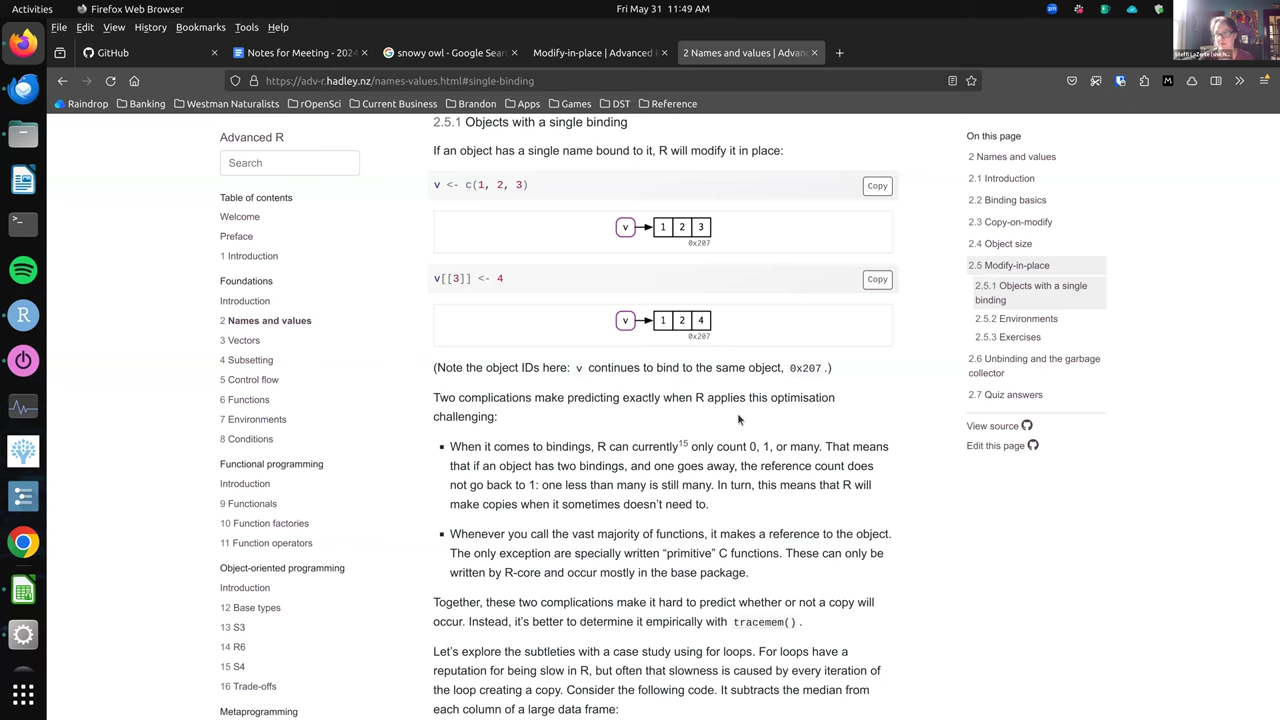 Activities
Firefox Web Browser
Fri May 31 11:49 AM
File Edit View History Bookmarks Tools Help
GitHub
Notes for Meeting - 2024
snowy owl - Google Sear
Modify-in-place | Advanced R
2 Names and values | Advan
https://adv-r.hadley.nz/names-values.html#single-binding
Raindrop Banking Westman Naturalists rOpenSci Current Business Brandon Apps Games DST Reference
Advanced R
Search
Table of contents
Welcome
Preface
1 Introduction
Foundations
Introduction
2 Names and values
3 Vectors
4 Subsetting
5 Control flow
6 Functions
7 Environments
8 Conditions
Functional programming
Introduction
9 Functionals
10 Function factories
11 Function operators
Object-oriented programming
Introduction
12 Base types
13 S3
14 R6
15 S4
16 Trade-offs
Metaprogramming
2.5.1 Objects with a single binding
If an object has a single name bound to it, R will modify it in place:
v <- c(1, 2, 3)
Copy
v 1 2 3
0x207
v[[3]] <- 4
Copy
v 1 2 4
0x207
(Note the object IDs here: v continues to bind to the same object, 0x207.)
Two complications make predicting exactly when R applies this optimisation
challenging:
When it comes to bindings, R can currently15 only count 0, 1, or many. That means
that if an object has two bindings, and one goes away, the reference count does
not go back to 1: one less than many is still many. In turn, this means that R will
make copies when it sometimes doesn’t need to.
Whenever you call the vast majority of functions, it makes a reference to the object.
The only exception are specially written “primitive” C functions. These can only be
written by R-core and occur mostly in the base package.
Together, these two complications make it hard to predict whether or not a copy will
occur. Instead, it’s better to determine it empirically with tracemem().
Let’s explore the subtleties with a case study using for loops. For loops have a
reputation for being slow in R, but often that slowness is caused by every iteration of
the loop creating a copy. Consider the following code. It subtracts the median from
each column of a large data frame:
On this page
2 Names and values
2.1 Introduction
2.2 Binding basics
2.3 Copy-on-modify
2.4 Object size
2.5 Modify-in-place
2.5.1 Objects with a single
binding
2.5.2 Environments
2.5.3 Exercises
2.6 Unbinding and the garbage
collector
2.7 Quiz answers
View source
Edit this page